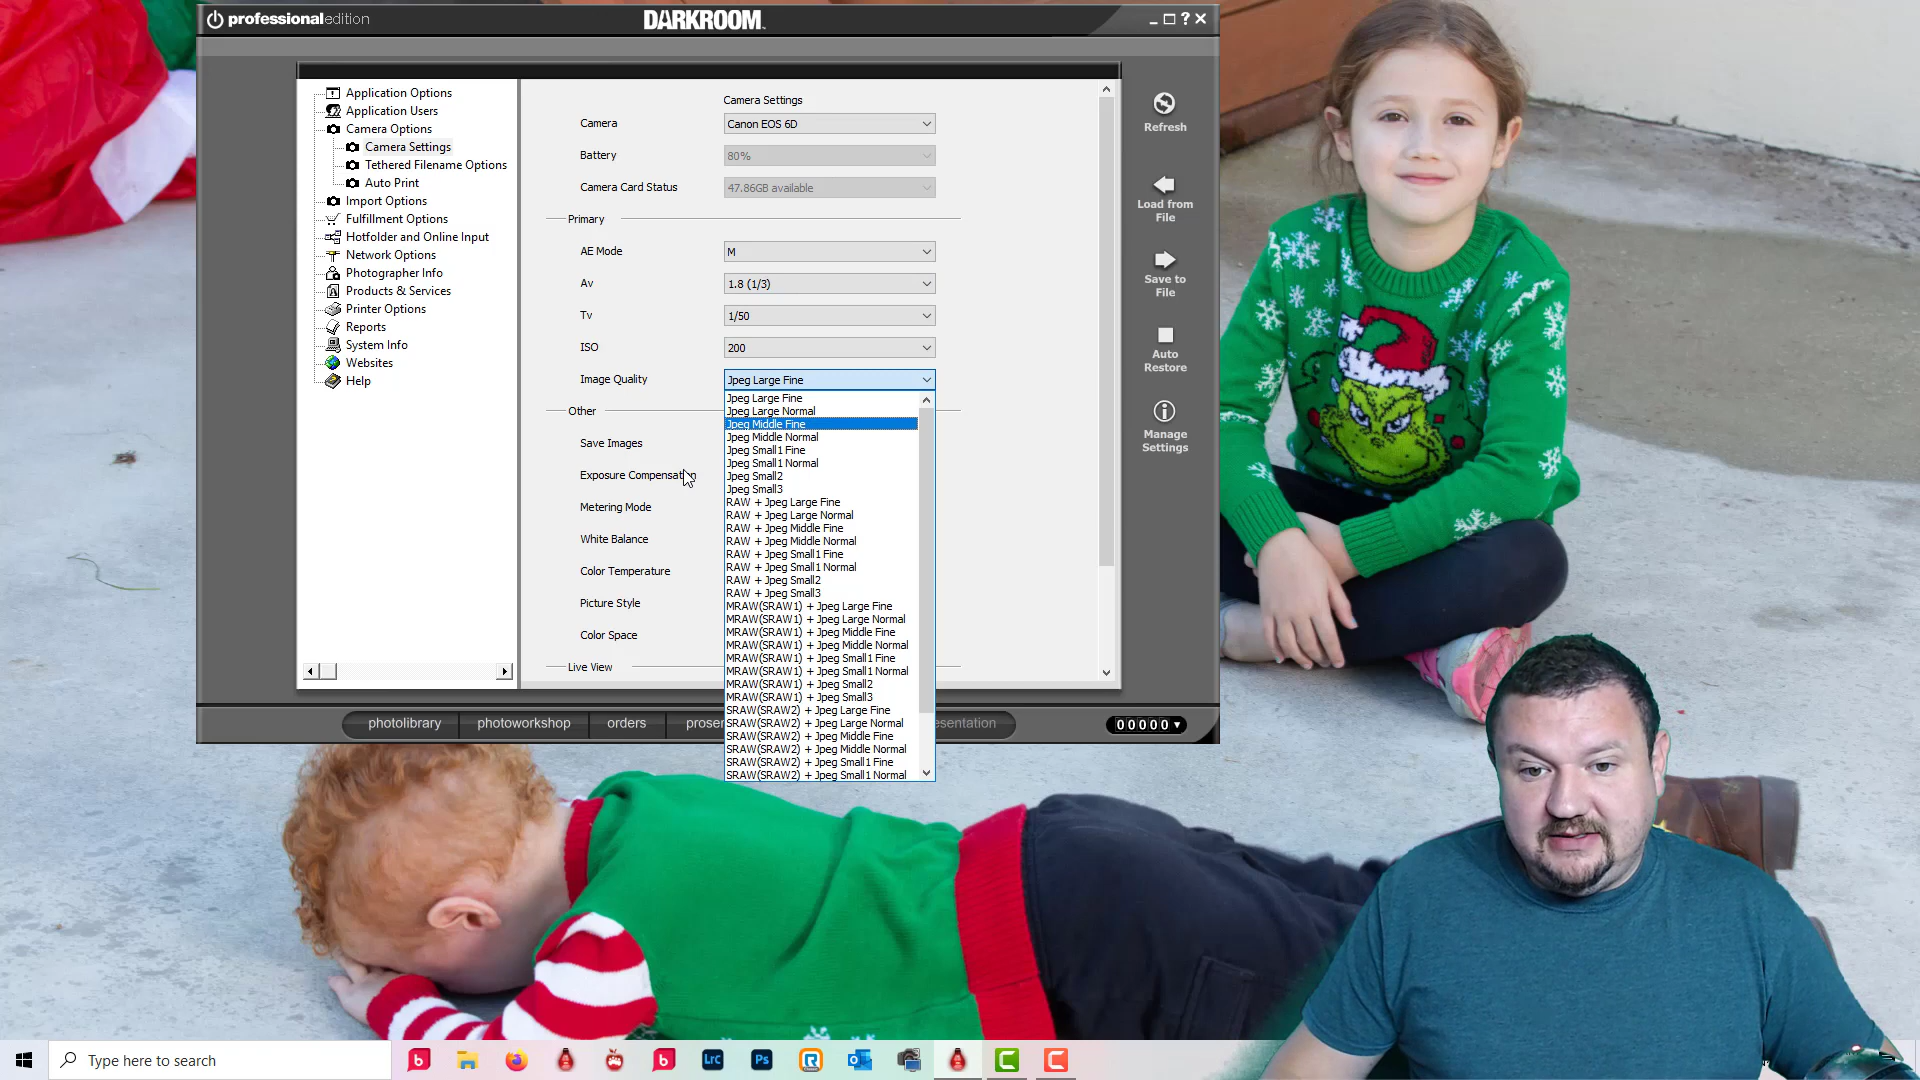 professionaledition
DARKROOM
Application Options
Application Users
Camera Options
Camera Settings
Tethered Filename Options
Auto Print
Import Options
Fulfillment Options
Hotfolder and Online Input
Network Options
Photographer Info
Products & Services
Printer Options
Reports
System Info
Websites
Help
Camera Settings
Camera
Canon EOS 6D
Battery
80%
Camera Card Status
47.86GB available
Primary
AE Mode
M
Av
1.8 (1/3)
Tv
1/50
ISO
200
Image Quality
Jpeg Large Fine
Other
Save Images
Exposure Compensation
Metering Mode
White Balance
Color Temperature
Picture Style
Color Space
Live View
Jpeg Large Fine
Jpeg Large Normal
Jpeg Middle Fine
Jpeg Middle Normal
Jpeg Small1 Fine
Jpeg Small1 Normal
Jpeg Small2
Jpeg Small3
RAW + Jpeg Large Fine
RAW + Jpeg Large Normal
RAW + Jpeg Middle Fine
RAW + Jpeg Middle Normal
RAW + Jpeg Small1 Fine
RAW + Jpeg Small1 Normal
RAW + Jpeg Small2
RAW + Jpeg Small3
MRAW(SRAW1) + Jpeg Large Fine
MRAW(SRAW1) + Jpeg Large Normal
MRAW(SRAW1) + Jpeg Middle Fine
MRAW(SRAW1) + Jpeg Middle Normal
MRAW(SRAW1) + Jpeg Small1 Fine
MRAW(SRAW1) + Jpeg Small1 Normal
MRAW(SRAW1) + Jpeg Small2
MRAW(SRAW1) + Jpeg Small3
SRAW(SRAW2) + Jpeg Large Fine
SRAW(SRAW2) + Jpeg Large Normal
SRAW(SRAW2) + Jpeg Middle Fine
SRAW(SRAW2) + Jpeg Middle Normal
SRAW(SRAW2) + Jpeg Small1 Fine
SRAW(SRAW2) + Jpeg Small1 Normal
Refresh
Load from
File
Save to
File
Auto
Restore
Manage
Settings
photolibrary
photoworkshop
orders
proser
esentation
00000
Type here to search
LrC
Ps